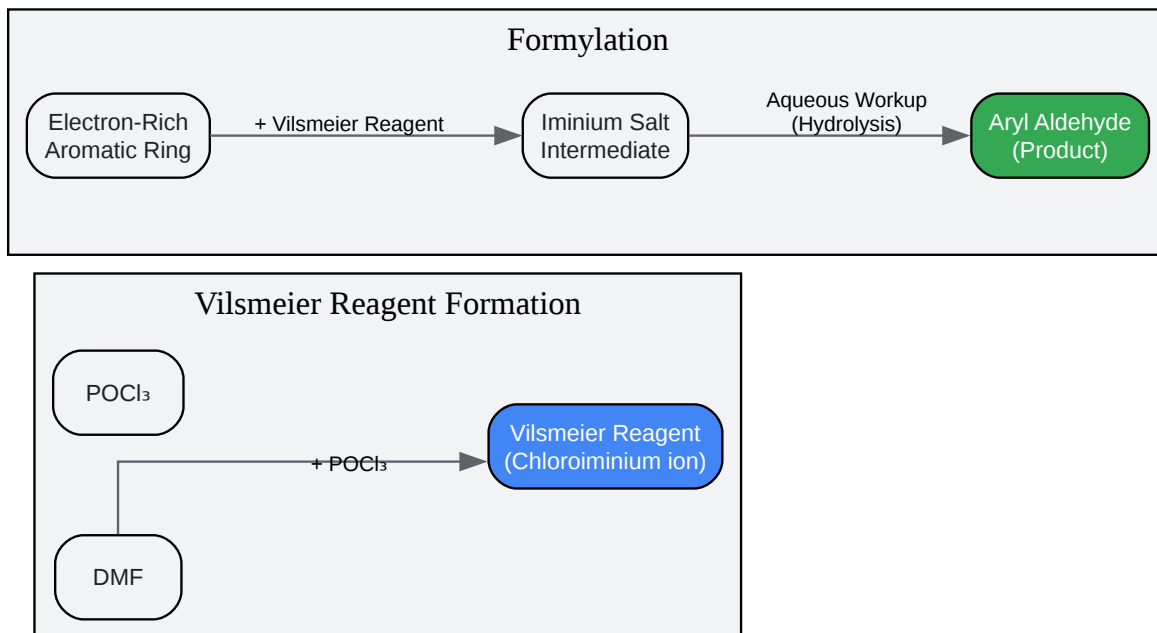 Formylation
Electron-Rich
Aromatic Ring
+ Vilsmeier Reagent
Iminium Salt
Intermediate
Aqueous Workup
(Hydrolysis)
Aryl Aldehyde
(Product)
Vilsmeier Reagent Formation
POCl₃
+ POCl₃
Vilsmeier Reagent
(Chloroiminium ion)
DMF